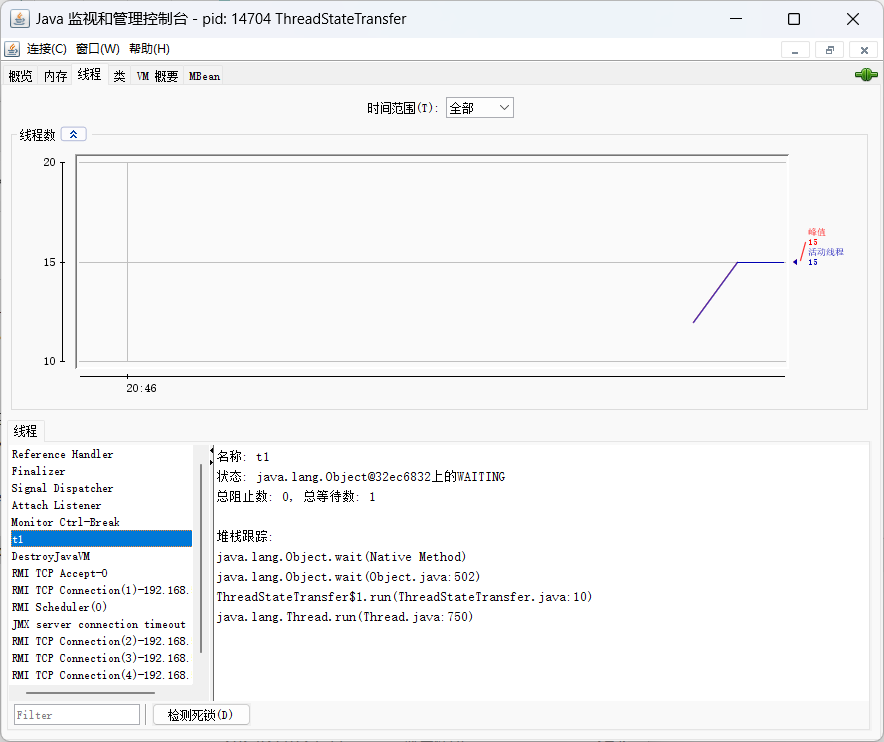 Java 监视和管理控制台 - pid: 14704 ThreadStateTransfer
连接(C) 窗口(W) 帮助(H)
概览 内存 线程 类 VM 概要 MBean
时间范围(T): 全部
线程数
20
15
10
20:46
峰值
15
活动线程
15
线程
Reference Handler
Finalizer
Signal Dispatcher
Attach Listener
Monitor Ctrl-Break
t1
DestroyJavaVM
RMI TCP Accept-0
RMI TCP Connection(1)-192.168.
RMI Scheduler(0)
JMX server connection timeout
RMI TCP Connection(2)-192.168.
RMI TCP Connection(3)-192.168.
RMI TCP Connection(4)-192.168.
名称: t1
状态: java.lang.Object@32ec6832上的WAITING
总阻止数: 0, 总等待数: 1
堆栈跟踪:
java.lang.Object.wait(Native Method)
java.lang.Object.wait(Object.java:502)
ThreadStateTransfer$1.run(ThreadStateTransfer.java:10)
java.lang.Thread.run(Thread.java:750)
Filter 检测死锁(D)